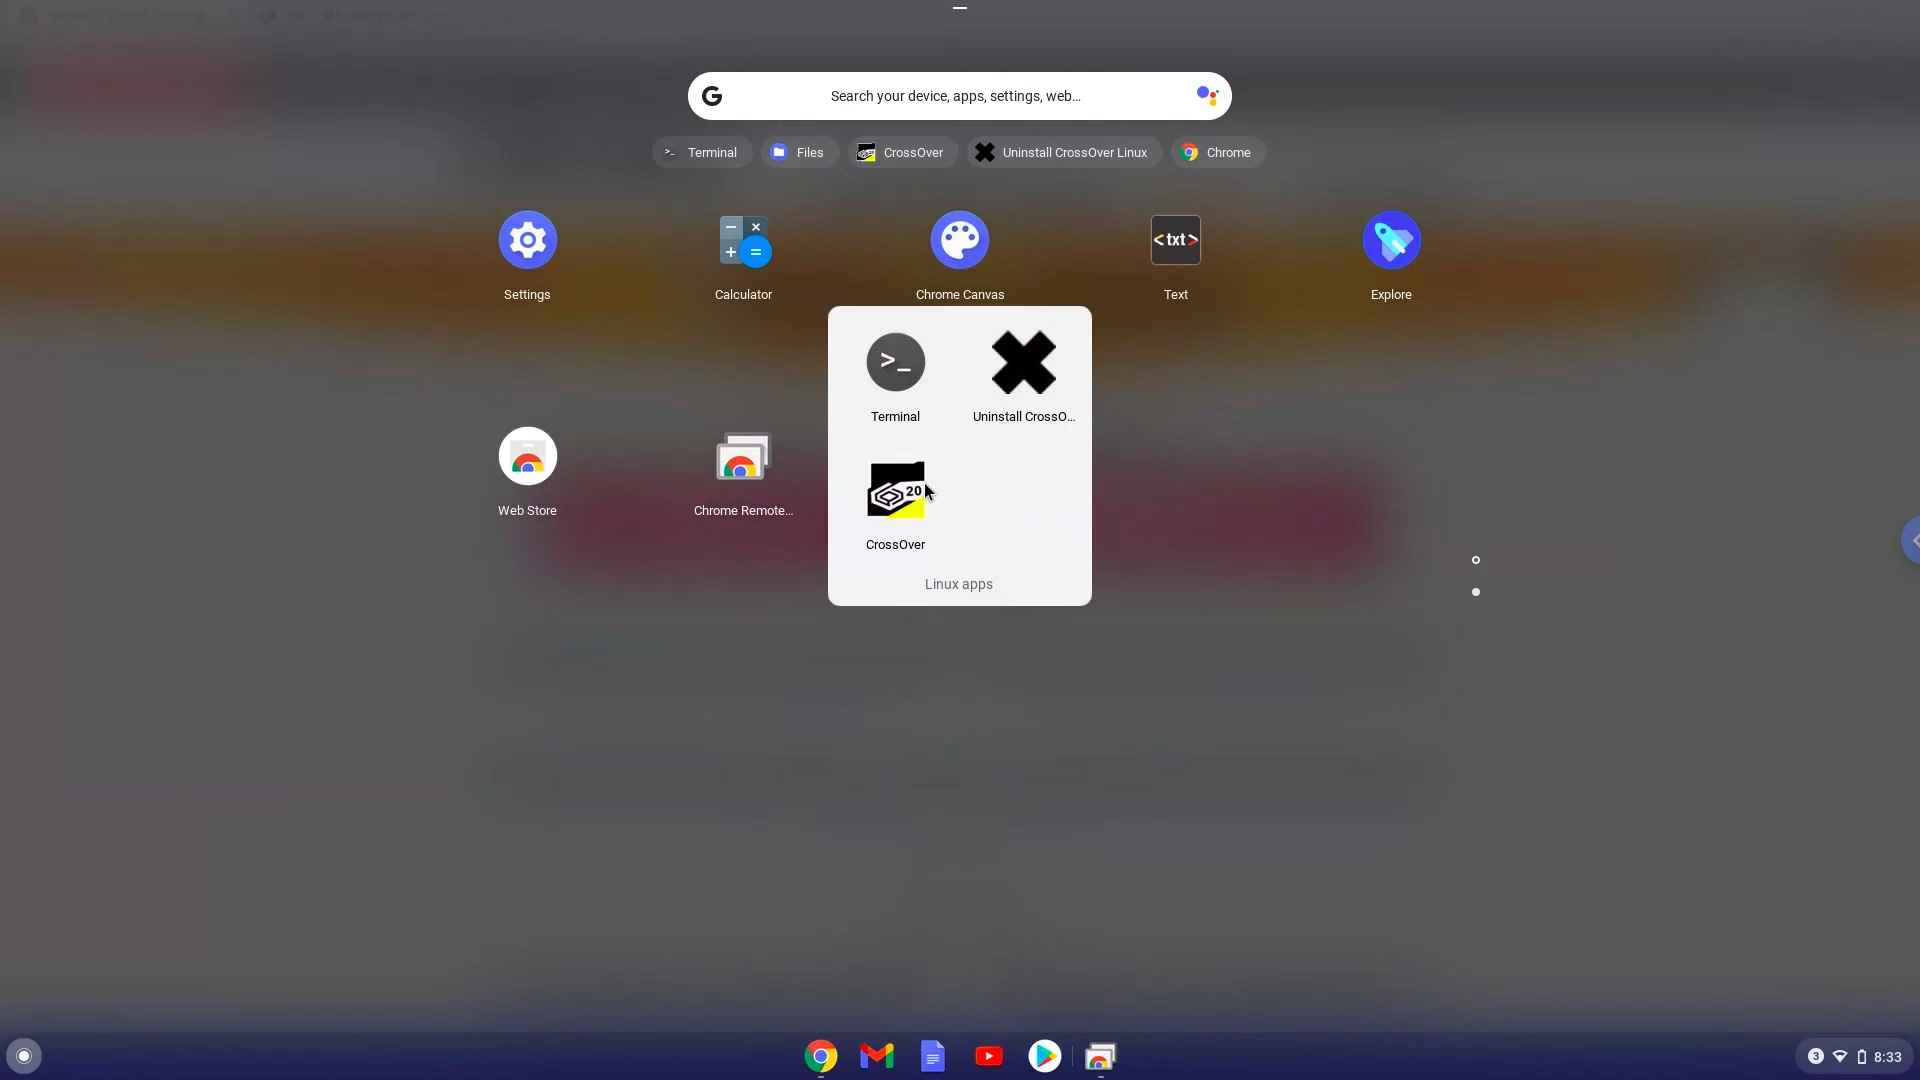 Search your device, apps, settings, web...
Terminal
Files
CrossOver
Uninstall CrossOver Linux
Chrome
Settings
Calculator
Chrome Canvas
<txt>
Text
Explore
>_
Terminal
Uninstall CrossO...
Web Store
Chrome Remote...
20
CrossOver
Linux apps
3
8:33